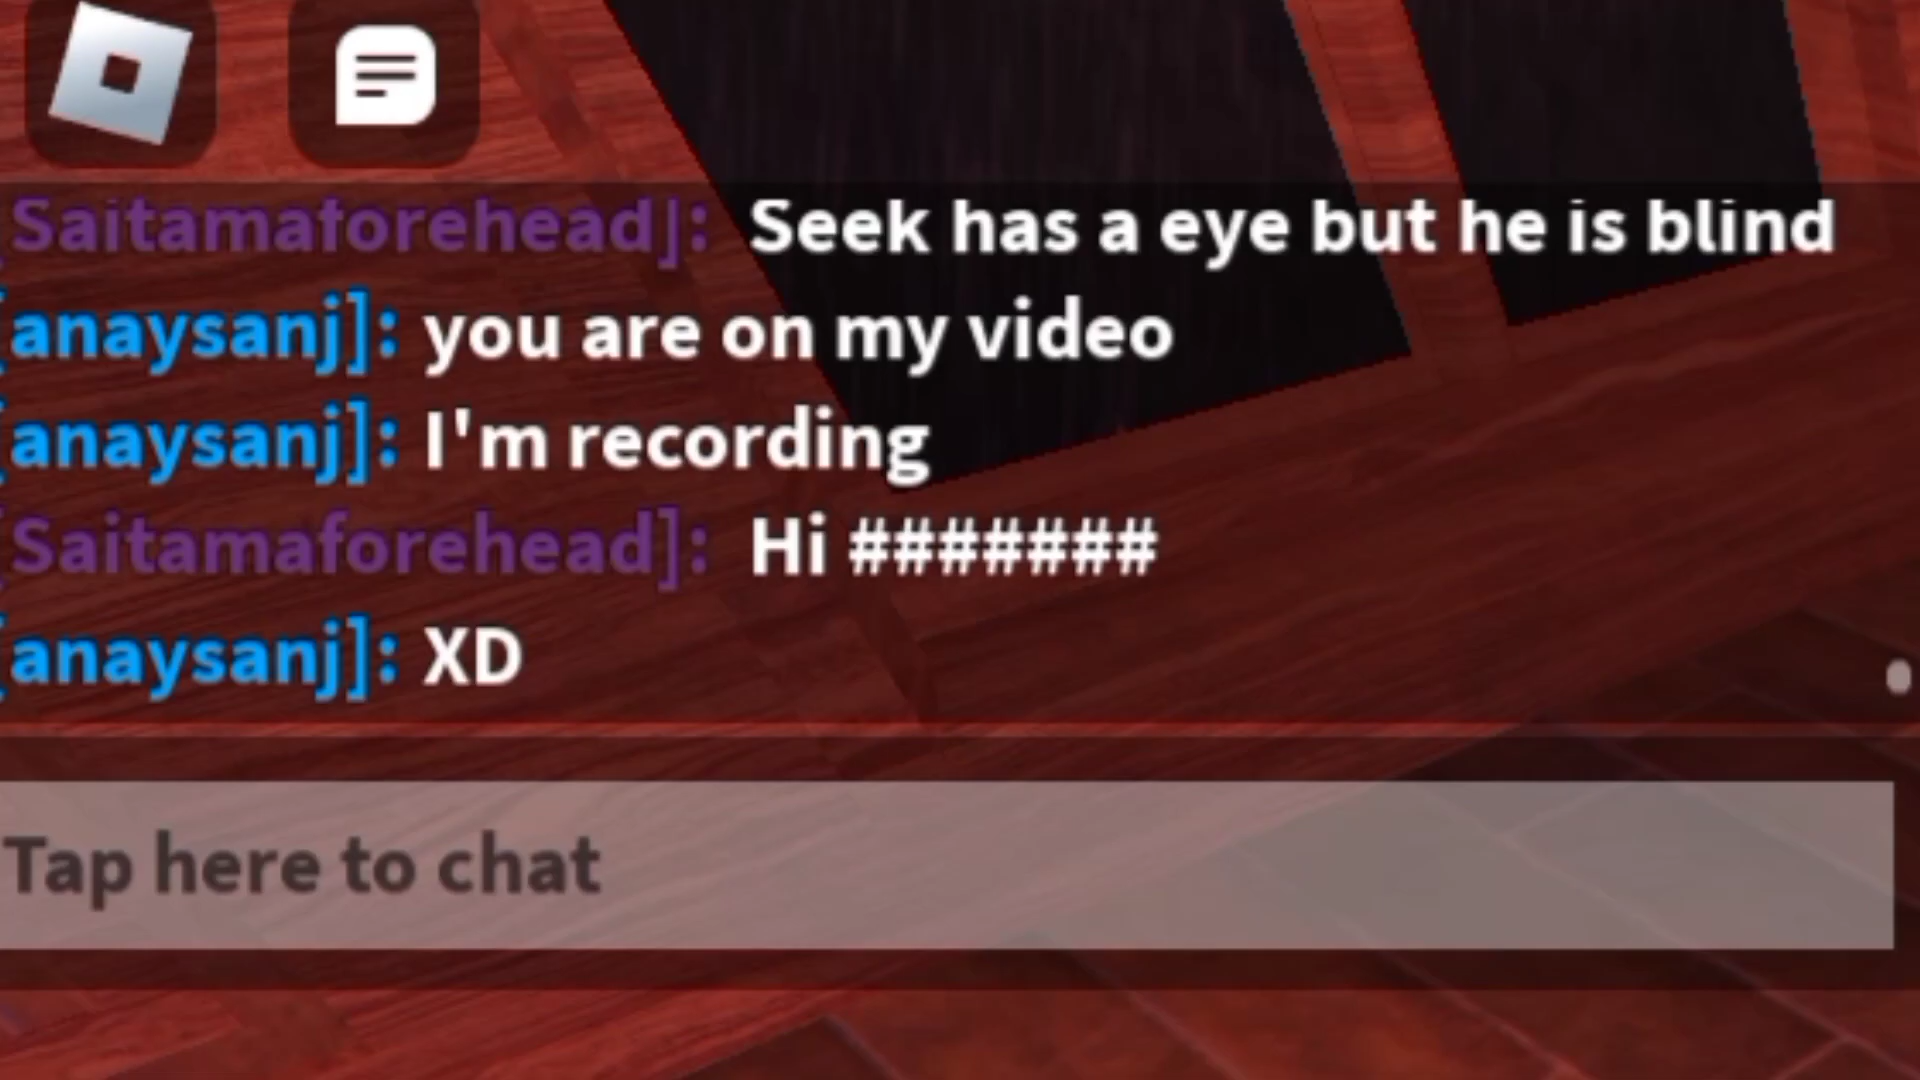 Saitamaforehead]: Seek has a eye but he is blind
[anaysanj]: you are on my video
[anaysanj]: I'm recording
[Saitamaforehead]: Hi #######
[anaysanj]: XD
Tap here to chat